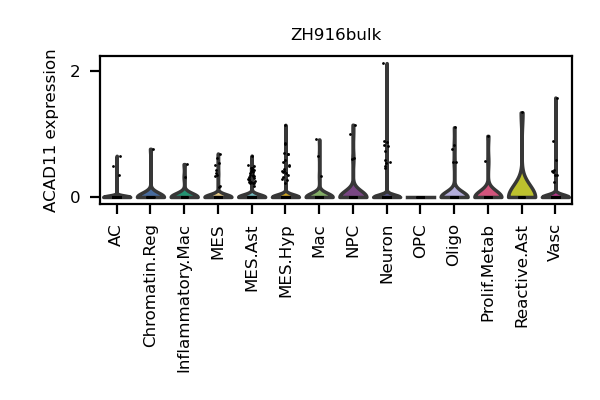 ZH916bulk
ACAD11 expression
2
0
AC
Chromatin.Reg
Inflammatory.Mac
MES
MES.Ast
MES.Hyp
Mac
NPC
Neuron
OPC
Oligo
Prolif.Metab
Reactive.Ast
Vasc